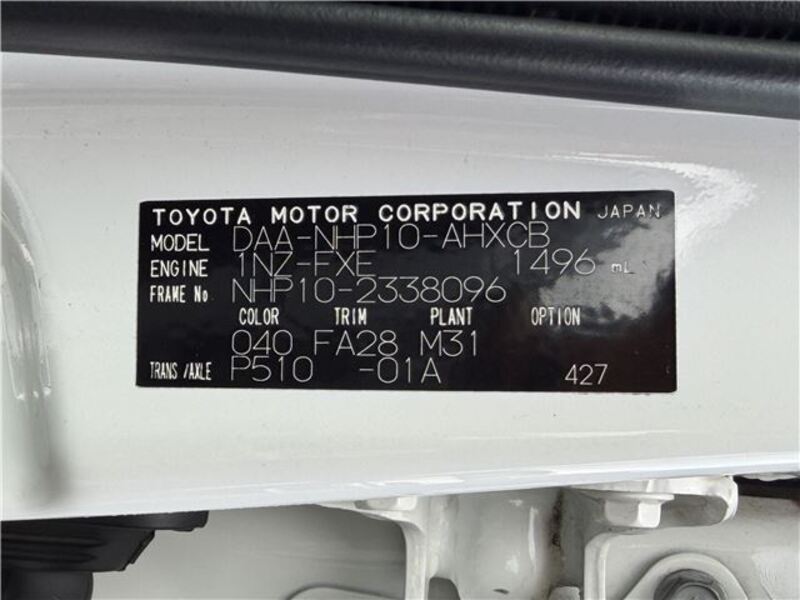 TOYOTA MOTOR CORPORATION JAPAN
MODEL DAA-NHP10-AHXCB
ENGINE 1NZ-FXE 1496 mL
FRAME No NHP10-2338096
COLOR TRIM PLANT OPTION
040 FA28 M31
TRANS/AXLE P510 -01A 427